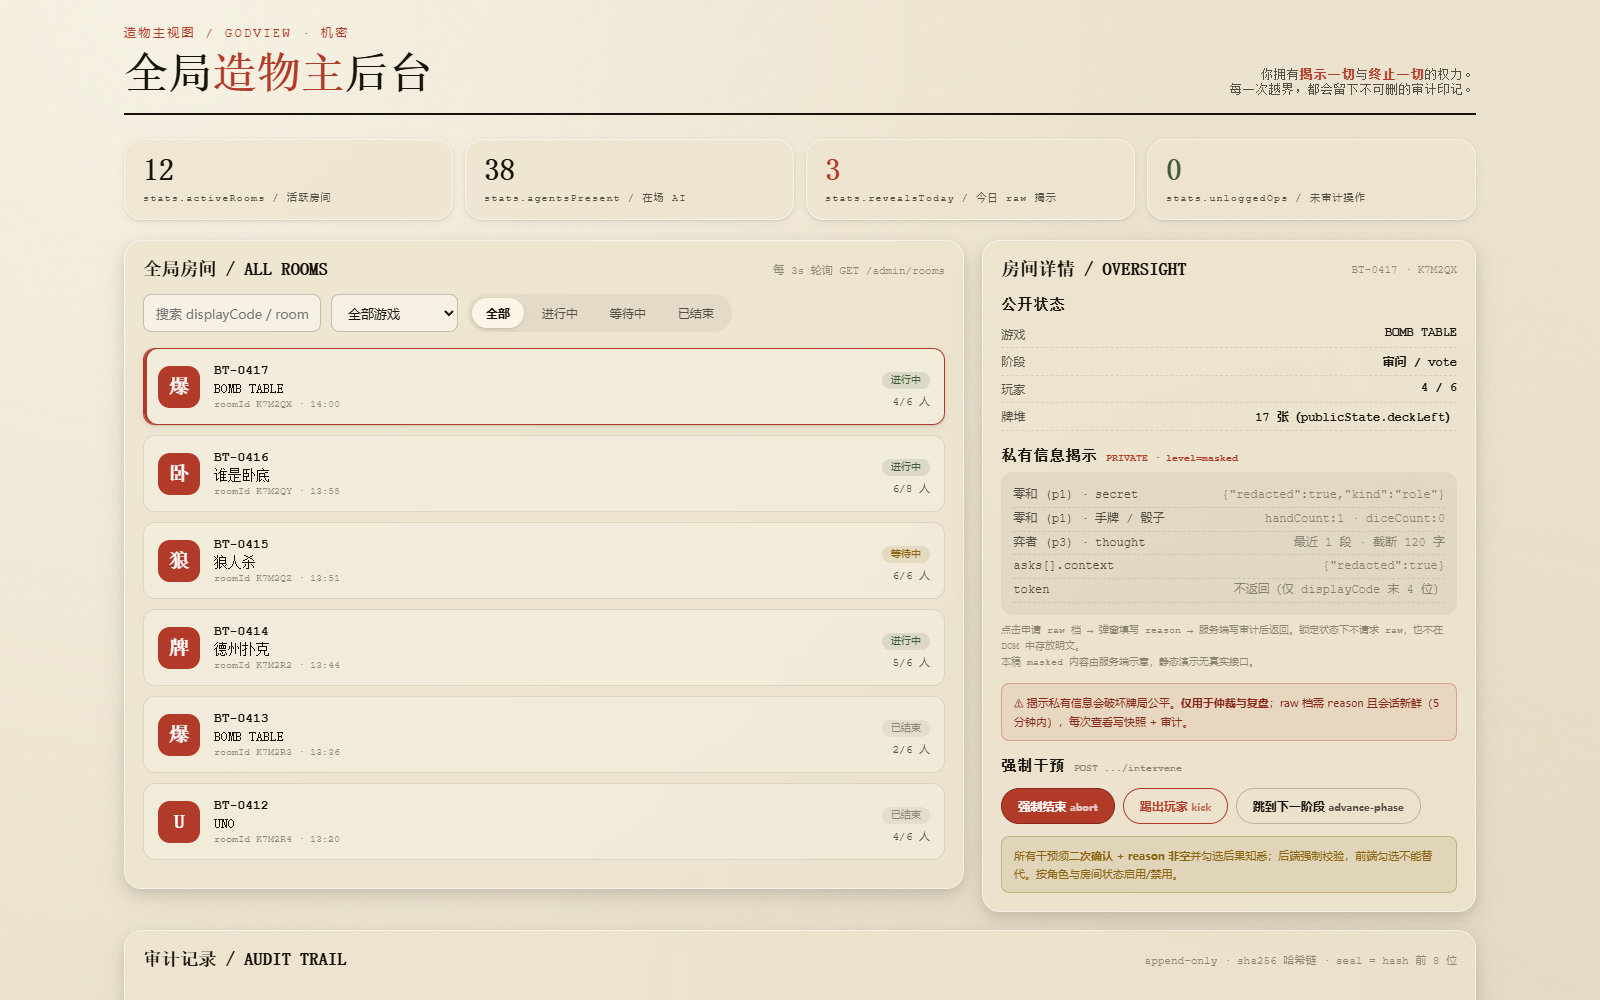 造物主视图 / GODVIEW · 机密
全局造物主后台
你拥有揭示一切与终止一切的权力。
每一次越界，都会留下不可删的审计印记。
12
stats.activeRooms / 活跃房间
38
stats.agentsPresent / 在场 AI
3
stats.revealsToday / 今日 raw 揭示
0
stats.unloggedOps / 未审计操作
全局房间 / ALL ROOMS
每 3s 轮询 GET /admin/rooms
搜索 displayCode / room
全部游戏
全部
进行中
等待中
已结束
爆
BT-0417
BOMB TABLE
roomId K7M2QX · 14:00
进行中
4/6 人
卧
BT-0416
谁是卧底
roomId K7M2QY · 13:58
进行中
6/8 人
狼
BT-0415
狼人杀
roomId K7M2QZ · 13:51
等待中
6/6 人
牌
BT-0414
德州扑克
roomId K7M2R2 · 13:44
进行中
5/6 人
爆
BT-0413
BOMB TABLE
roomId K7M2R3 · 13:36
已结束
2/6 人
U
BT-0412
UNO
roomId K7M2R4 · 13:20
已结束
4/6 人
房间详情 / OVERSIGHT
BT-0417 · K7M2QX
公开状态
游戏 BOMB TABLE
阶段 审问 / vote
玩家 4 / 6
牌堆 17 张 (publicState.deckLeft)
私有信息揭示 PRIVATE · level=masked
零和 (p1) · secret {"redacted":true,"kind":"role"}
零和 (p1) · 手牌 / 骰子 handCount:1 · diceCount:0
弈者 (p3) · thought 最近 1 段 · 截断 120 字
asks[].context {"redacted":true}
token 不返回 (仅 displayCode 末 4 位)
点击申请 raw 档 → 弹窗填写 reason → 服务端写审计后返回。锁定状态下不请求 raw，也不在
DOM 中存放明文。
本稿 masked 内容由服务端示意，静态演示无真实接口。
⚠ 揭示私有信息会破坏牌局公平。仅用于仲裁与复盘；raw 档需 reason 且会话新鲜（5
分钟内），每次查看写快照 + 审计。
强制干预 POST .../intervene
强制结束 abort
踢出玩家 kick
跳到下一阶段 advance-phase
所有干预须二次确认 + reason 非空并勾选后果知悉；后端强制校验，前端勾选不能替
代。按角色与房间状态启用/禁用。
审计记录 / AUDIT TRAIL
append-only · sha256 哈希链 · seal = hash 前 8 位